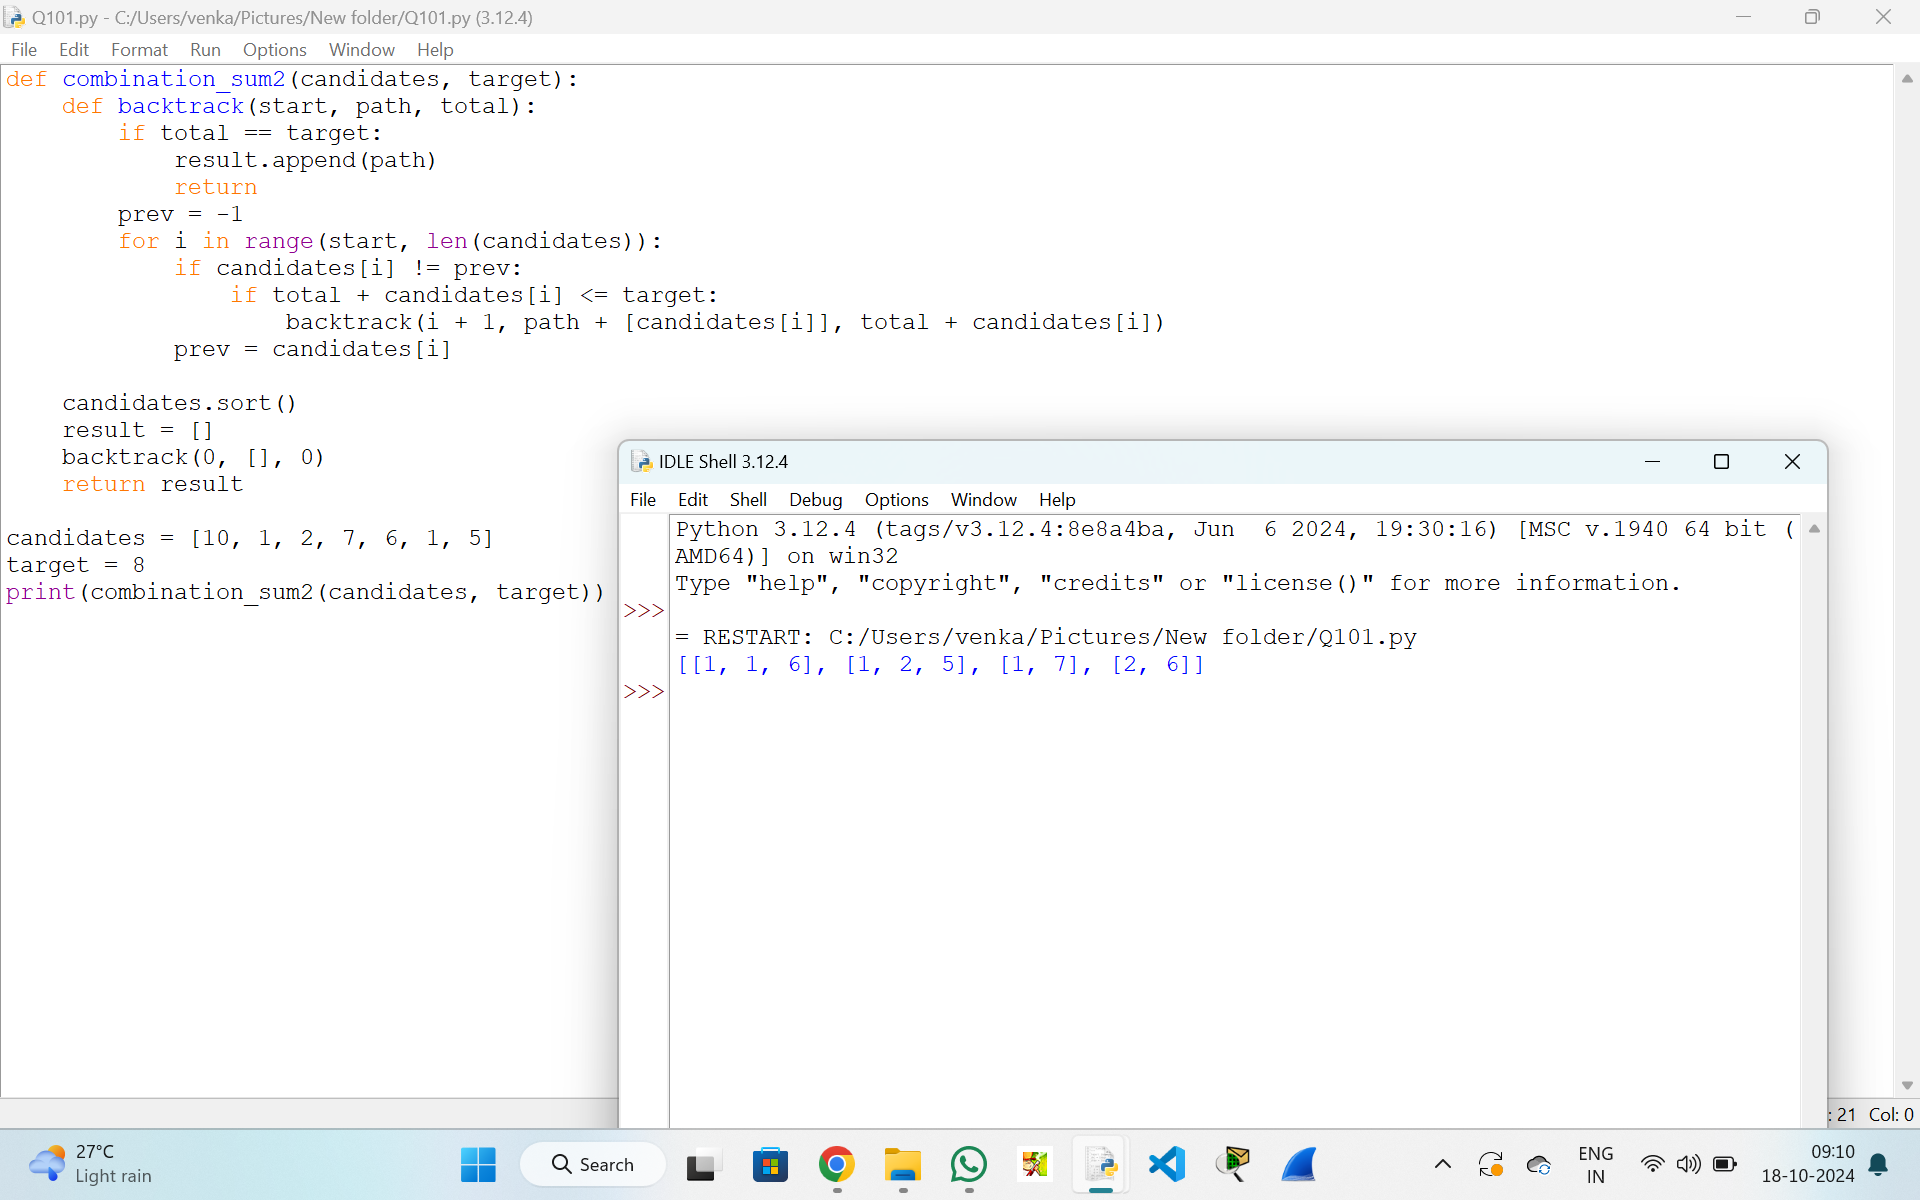 Q101.py - C:/Users/venka/Pictures/New folder/Q101.py (3.12.4)
File Edit Format Run Options Window Help
def combination_sum2(candidates, target):
    def backtrack(start, path, total):
        if total == target:
            result.append(path)
            return
        prev = -1
        for i in range(start, len(candidates)):
            if candidates[i] != prev:
                if total + candidates[i] <= target:
                    backtrack(i + 1, path + [candidates[i]], total + candidates[i])
            prev = candidates[i]
    candidates.sort()
    result = []
    backtrack(0, [], 0)
    return result
candidates = [10, 1, 2, 7, 6, 1, 5]
target = 8
print(combination_sum2(candidates, target))
IDLE Shell 3.12.4
File Edit Shell Debug Options Window Help
Python 3.12.4 (tags/v3.12.4:8e8a4ba, Jun  6 2024, 19:30:16) [MSC v.1940 64 bit (
AMD64)] on win32
Type "help", "copyright", "credits" or "license()" for more information.
>>>
= RESTART: C:/Users/venka/Pictures/New folder/Q101.py
[[1, 1, 6], [1, 2, 5], [1, 7], [2, 6]]
>>>
: 21 Col: 0
27°C
Light rain
Search
ENG
IN
09:10
18-10-2024